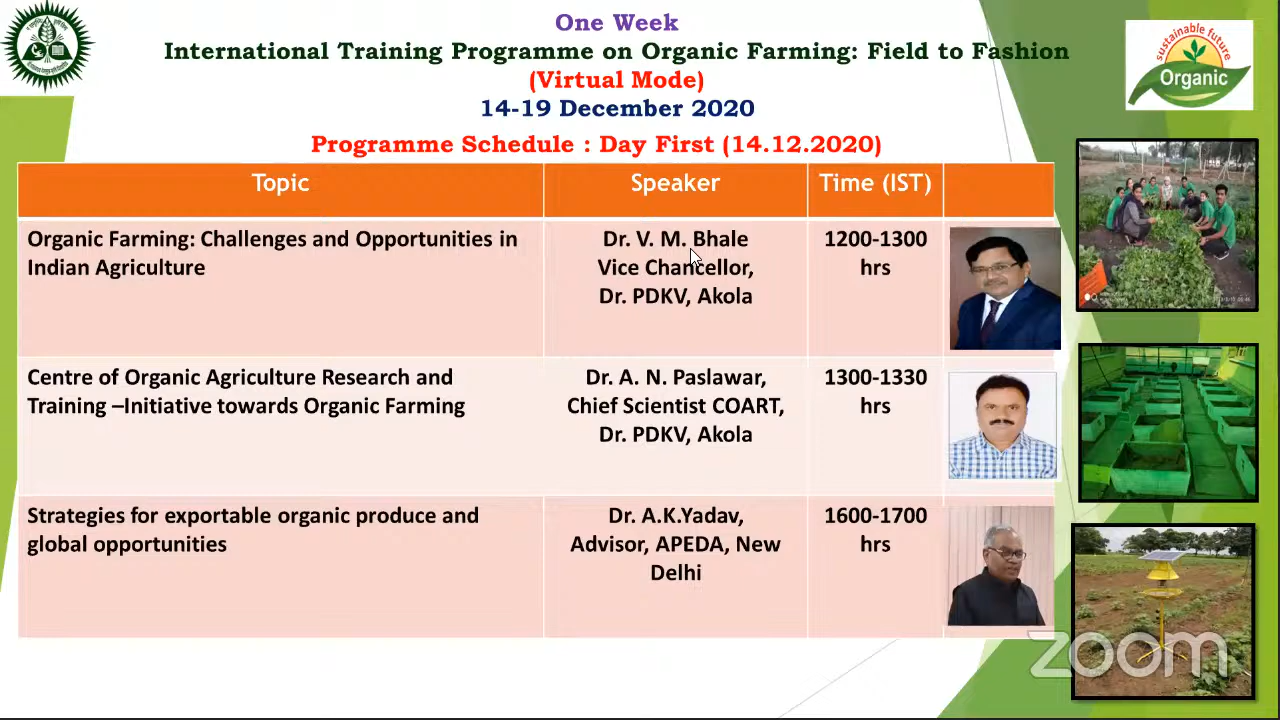 One Week
International Training Programme on Organic Farming: Field to Fashion
(Virtual Mode)
14-19 December 2020
Programme Schedule : Day First (14.12.2020)
sustainable future
Organic
Topic Speaker Time (IST)
Organic Farming: Challenges and Opportunities in
Indian Agriculture
Dr. V. M. Bhale
Vice Chancellor,
Dr. PDKV, Akola
1200-1300
hrs
Centre of Organic Agriculture Research and
Training –Initiative towards Organic Farming
Dr. A. N. Paslawar,
Chief Scientist COART,
Dr. PDKV, Akola
1300-1330
hrs
Strategies for exportable organic produce and
global opportunities
Dr. A.K.Yadav,
Advisor, APEDA, New
Delhi
1600-1700
hrs
zoom